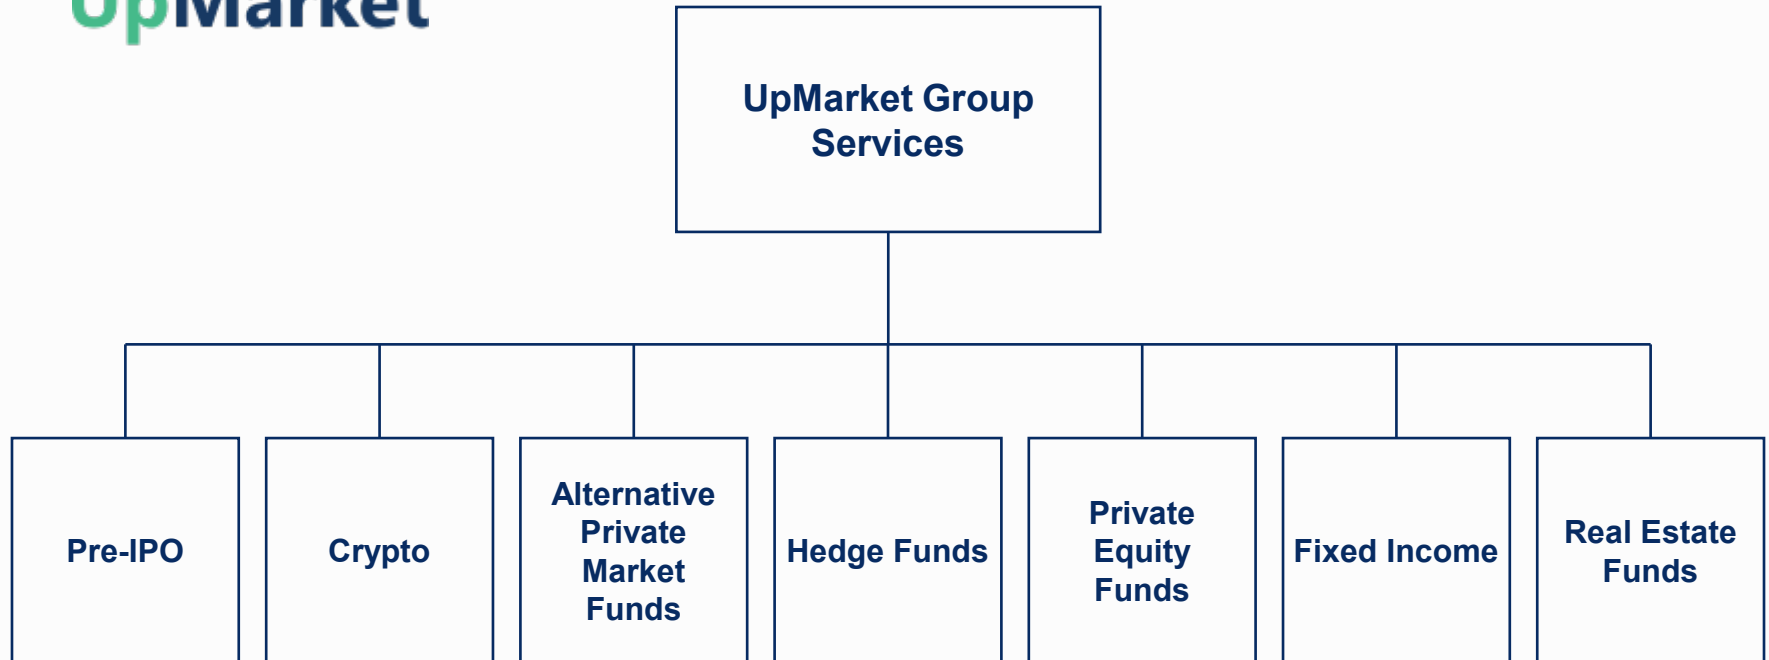 UpMarket
UpMarket Group
Services
Pre-IPO
Crypto
Alternative
Private
Market
Funds
Hedge Funds
Private
Equity
Funds
Fixed Income
Real Estate
Funds